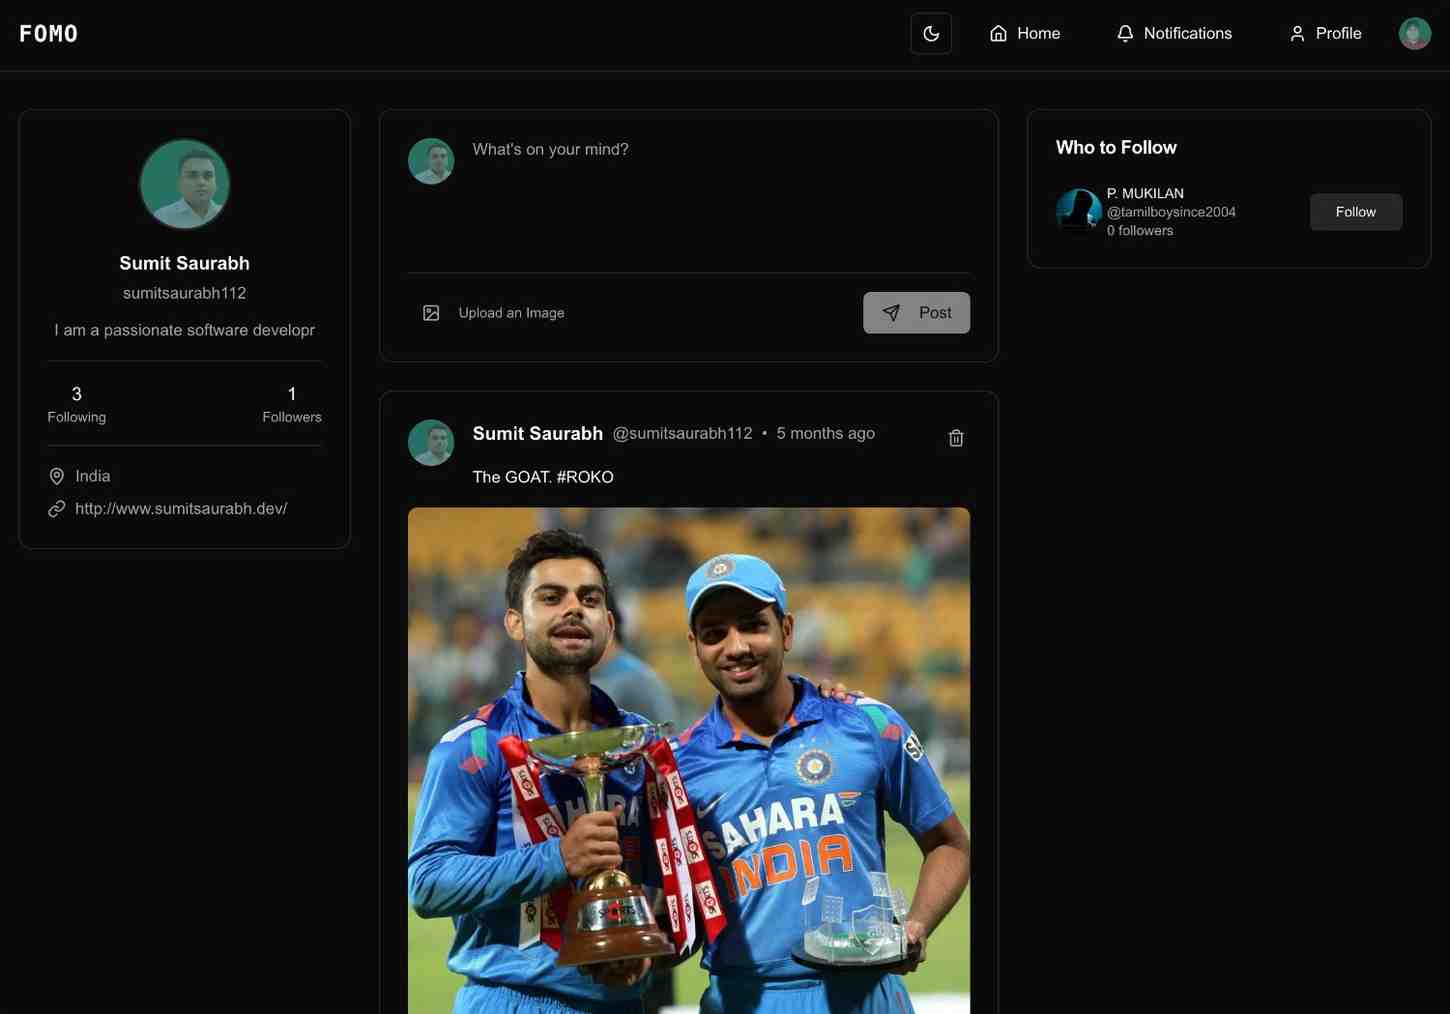 FOMO
Home
Notifications
Profile
Sumit Saurabh
sumitsaurabh112
I am a passionate software developr
3
Following
1
Followers
India
http://www.sumitsaurabh.dev/
What's on your mind?
Upload an Image
Post
Sumit Saurabh @sumitsaurabh112 • 5 months ago
The GOAT. #ROKO
SAHARA
SAHARA
INDIA
Who to Follow
P. MUKILAN
@tamilboysince2004
0 followers
Follow